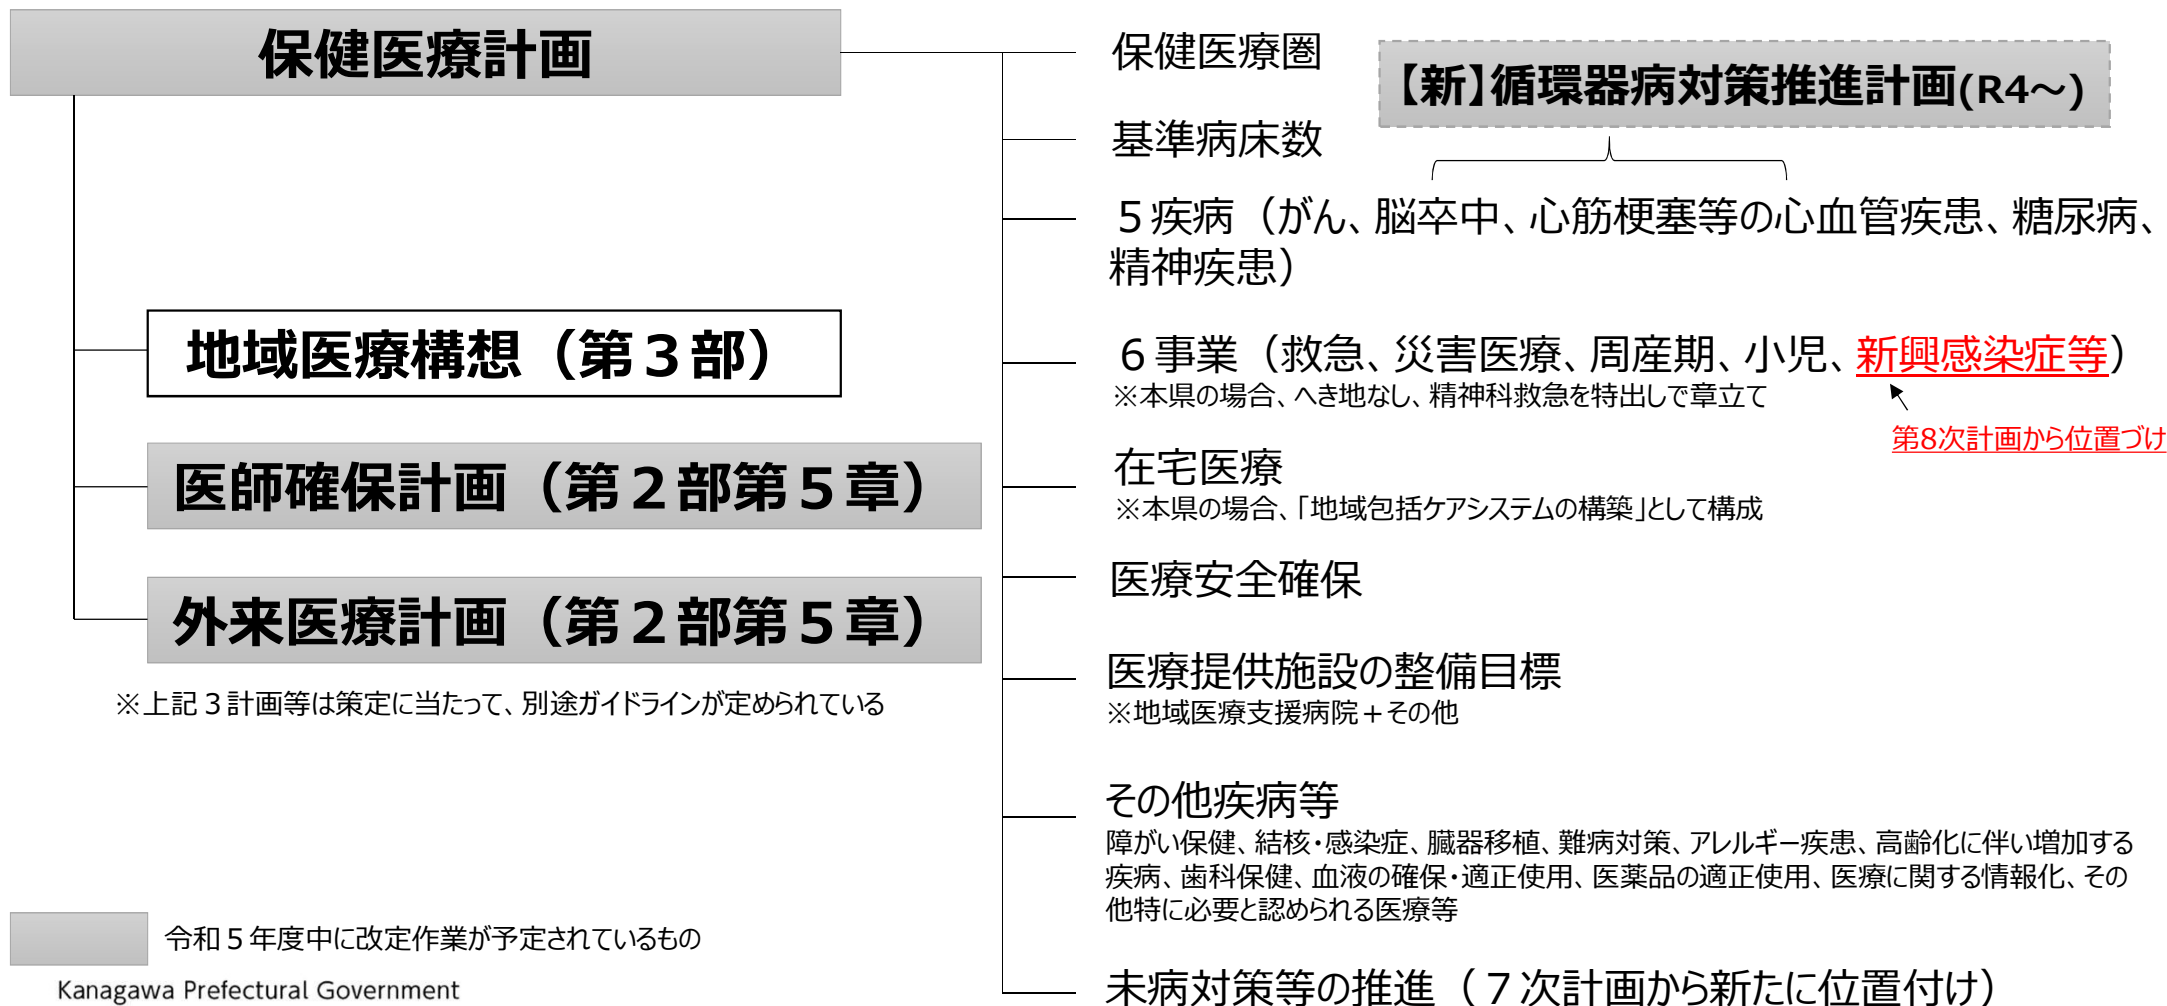 保健医療計画
地域医療構想（第３部）
医師確保計画（第２部第５章）
外来医療計画（第２部第５章）
※上記３計画等は策定に当たって、別途ガイドラインが定められている
令和５年度中に改定作業が予定されているもの
Kanagawa Prefectural Government
保健医療圏
【新】循環器病対策推進計画(R4～)
基準病床数
５疾病（がん、脳卒中、心筋梗塞等の心血管疾患、糖尿病、
精神疾患）
６事業（救急、災害医療、周産期、小児、新興感染症等）
※本県の場合、へき地なし、精神科救急を特出しで章立て
第8次計画から位置づけ
在宅医療
※本県の場合、「地域包括ケアシステムの構築」として構成
医療安全確保
医療提供施設の整備目標
※地域医療支援病院＋その他
その他疾病等
障がい保健、結核・感染症、臓器移植、難病対策、アレルギー疾患、高齢化に伴い増加する
疾病、歯科保健、血液の確保・適正使用、医薬品の適正使用、医療に関する情報化、その
他特に必要と認められる医療等
未病対策等の推進（７次計画から新たに位置付け）